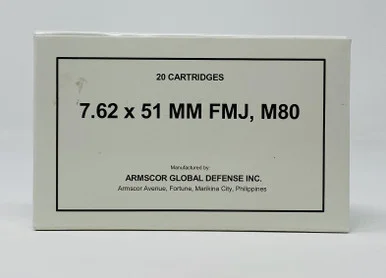 20 CARTRIDGES
7.62 x 51 MM FMJ, M80
Manufactured by:
ARMSCOR GLOBAL DEFENSE INC.
Armscor Avenue, Fortune, Marikina City, Philippines